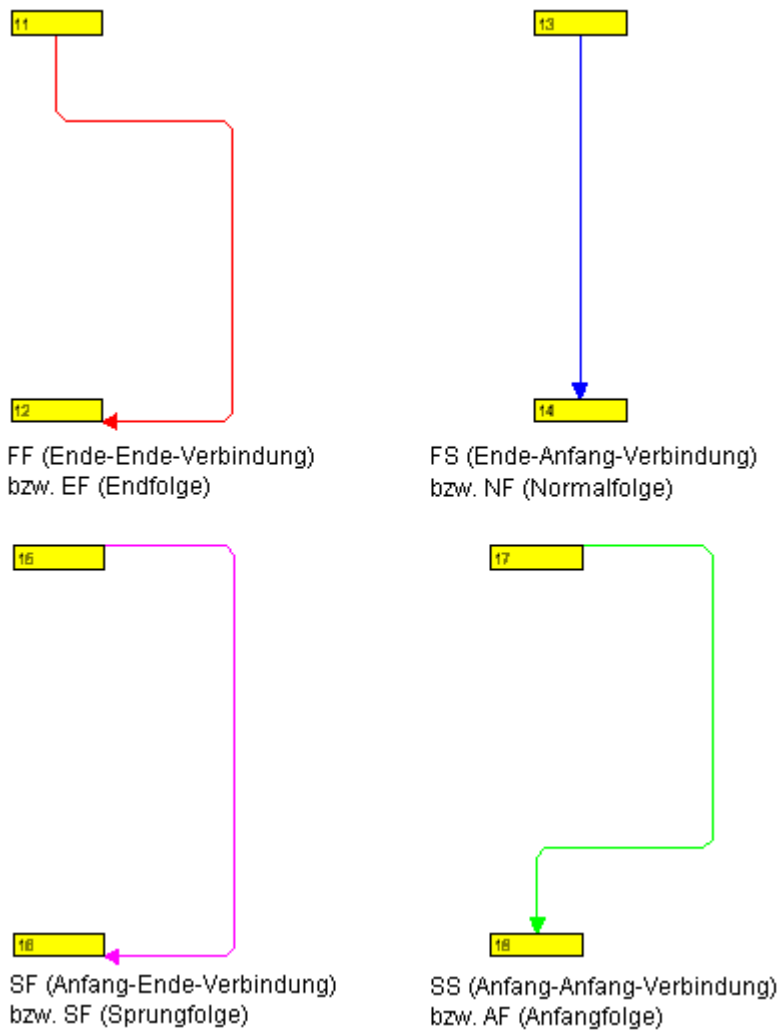 11
13
12
14
FF (Ende-Ende-Verbindung)
bzw. EF (Endfolge)
FS (Ende-Anfang-Verbindung)
bzw. NF (Normalfolge)
15
17
16
18
SF (Anfang-Ende-Verbindung)
bzw. SF (Sprungfolge)
SS (Anfang-Anfang-Verbindung)
bzw. AF (Anfangfolge)